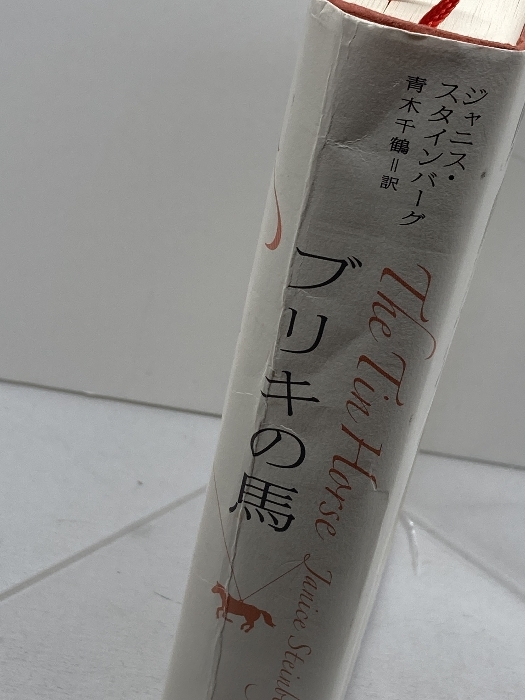 ジャニス・
スタインバーグ
青木千鶴＝訳
ブリキの馬
The Tin Horse
Janice